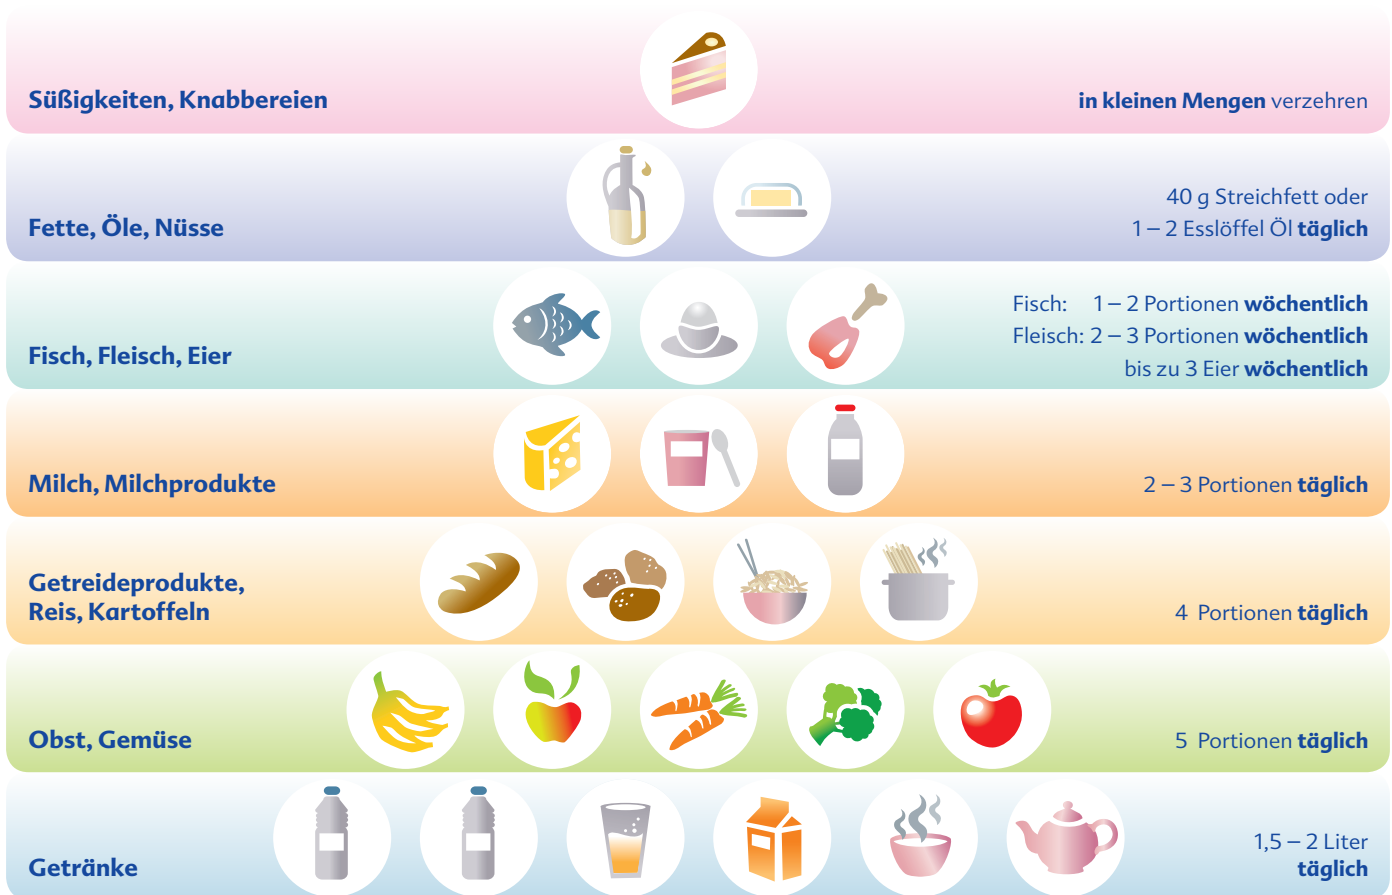 Süßigkeiten, Knabbereien
in kleinen Mengen verzehren
Fette, Öle, Nüsse
40 g Streichfett oder
1 – 2 Esslöffel Öl täglich
Fisch, Fleisch, Eier
Fisch: 1 – 2 Portionen wöchentlich
Fleisch: 2 – 3 Portionen wöchentlich
bis zu 3 Eier wöchentlich
Milch, Milchprodukte
2 – 3 Portionen täglich
Getreideprodukte,
Reis, Kartoffeln
4 Portionen täglich
Obst, Gemüse
5 Portionen täglich
Getränke
1,5 – 2 Liter
täglich